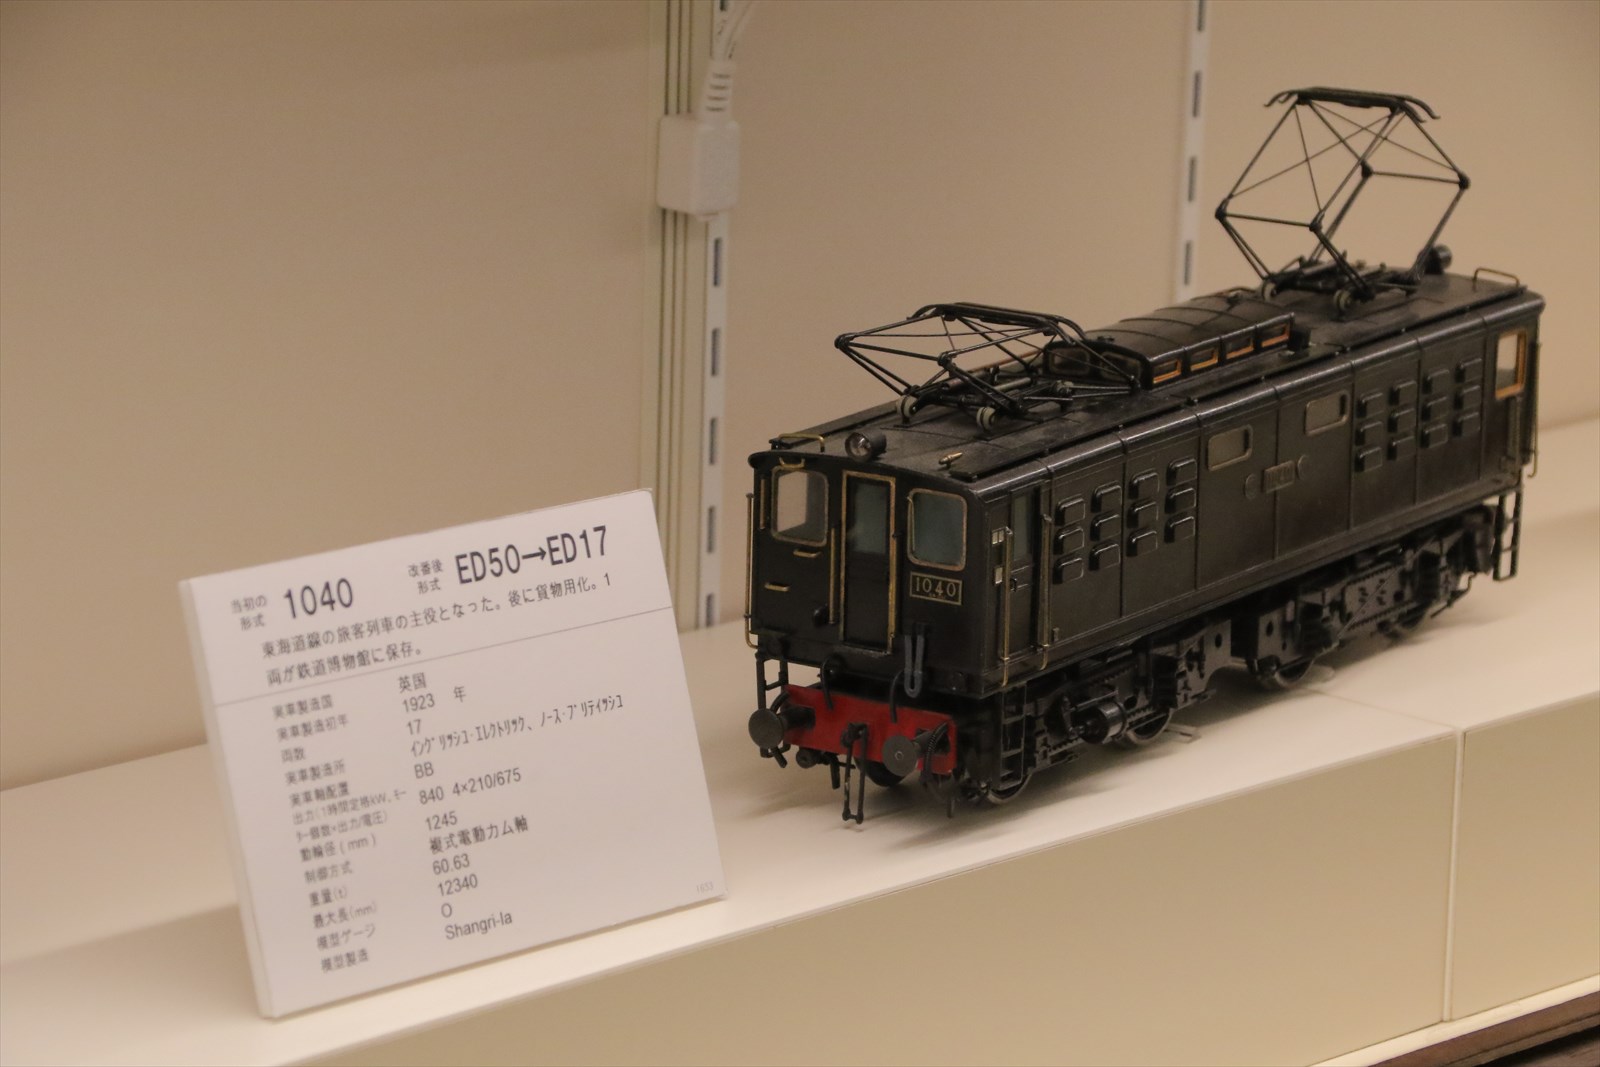 当初の形式 1040 改番後形式 ED50→ED17
東海道線の旅客列車の主役となった。後に貨物用化。1
両が鉄道博物館に保存。
実車製造国 英国
実車製造初年 1923 年
両数 17
実車製造所 ｲﾝｸﾞﾘｯｼｭ･ｴﾚｸﾄﾘｯｸ、ﾉｰｽ･ﾌﾞﾘﾃｨｯｼｭ
実車軸配置 BB
出力(1時間定格kW、ﾓｰﾀｰ個数×出力/電圧) 840 4×210/675
動輪径(mm) 1245
制御方式 複式電動カム軸
重量(t) 60.63
最大長(mm) 12340
模型ゲージ O
模型製造 Shangri-la
1653
1040